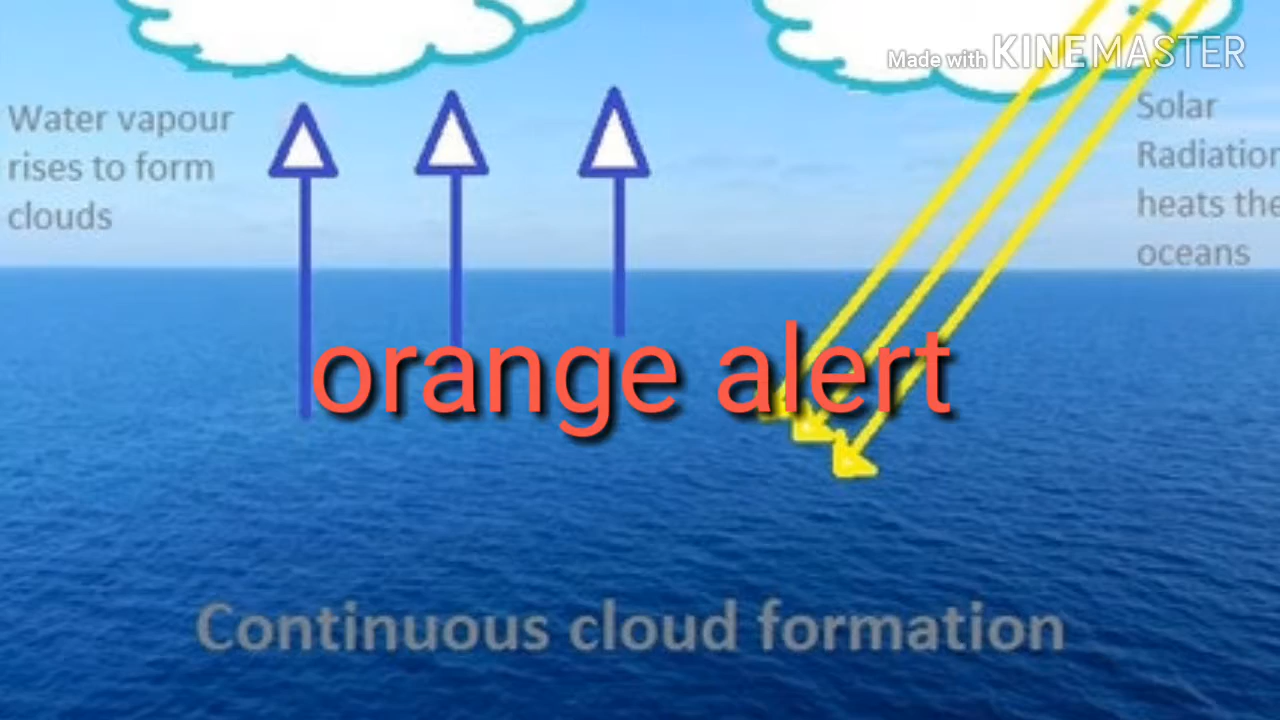 Made with KINEMASTER
Water vapour
rises to form
clouds
Solar
Radiation
heats the
oceans
orange alert
Continuous cloud formation